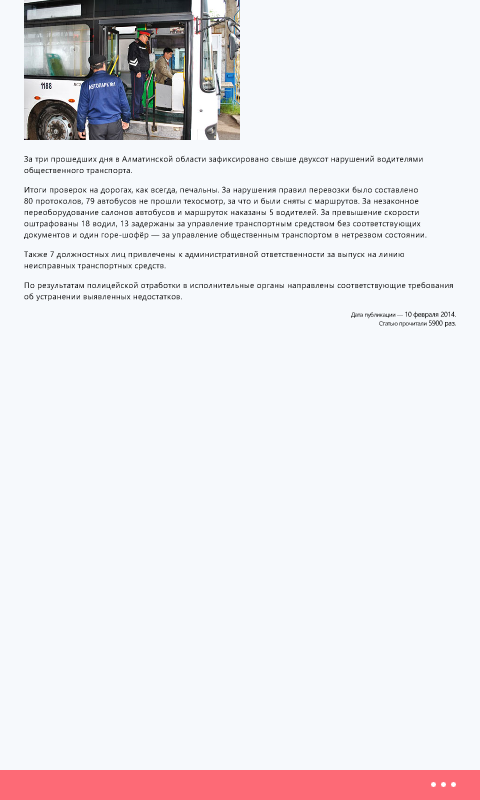 1188
АВТОПАРК №1
За три прошедших дня в Алматинской области зафиксировано свыше двухсот нарушений водителями
общественного транспорта.
Итоги проверок на дорогах, как всегда, печальны. За нарушения правил перевозки было составлено
80 протоколов, 79 автобусов не прошли техосмотр, за что и были сняты с маршрутов. За незаконное
переоборудование салонов автобусов и маршруток наказаны 5 водителей. За превышение скорости
оштрафованы 18 водил, 13 задержаны за управление транспортным средством без соответствующих
документов и один горе-шофёр — за управление общественным транспортом в нетрезвом состоянии.
Также 7 должностных лиц привлечены к административной ответственности за выпуск на линию
неисправных транспортных средств.
По результатам полицейской отработки в исполнительные органы направлены соответствующие требования
об устранении выявленных недостатков.
Дата публикации — 10 февраля 2014.
Статью прочитали 5900 раз.